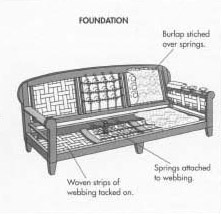 FOUNDATION
Burlap stiched
over springs.
Springs attached
to webbing.
Woven strips of
webbing tacked on.